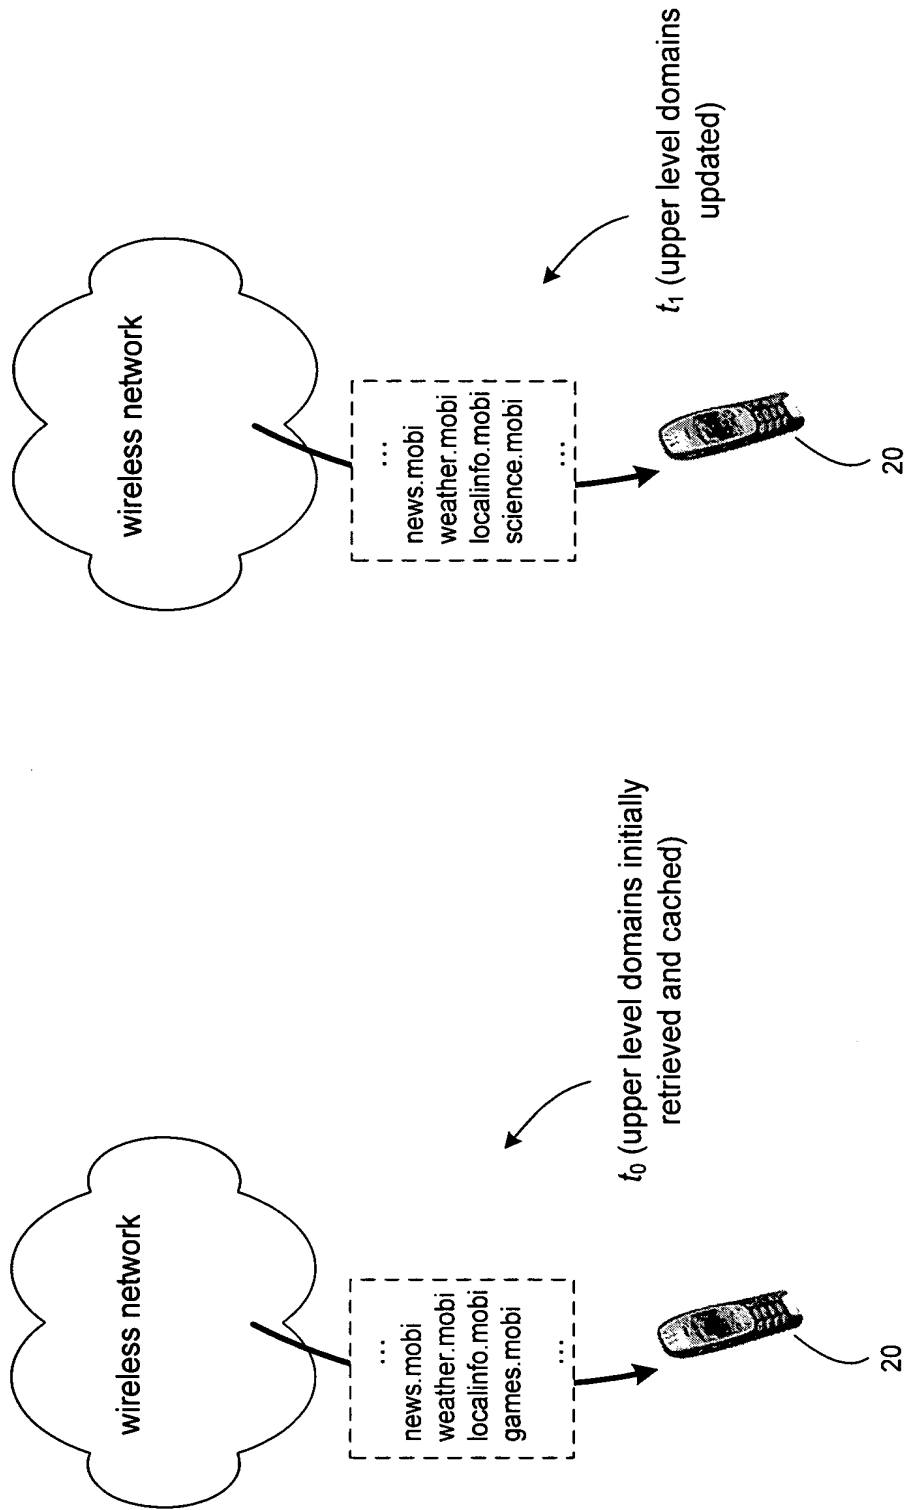 wireless network
...
news.mobi
weather.mobi
localinfo.mobi
games.mobi
...
20
t0 (upper level domains initially
retrieved and cached)
wireless network
...
news.mobi
weather.mobi
localinfo.mobi
science.mobi
...
20
t1 (upper level domains
updated)